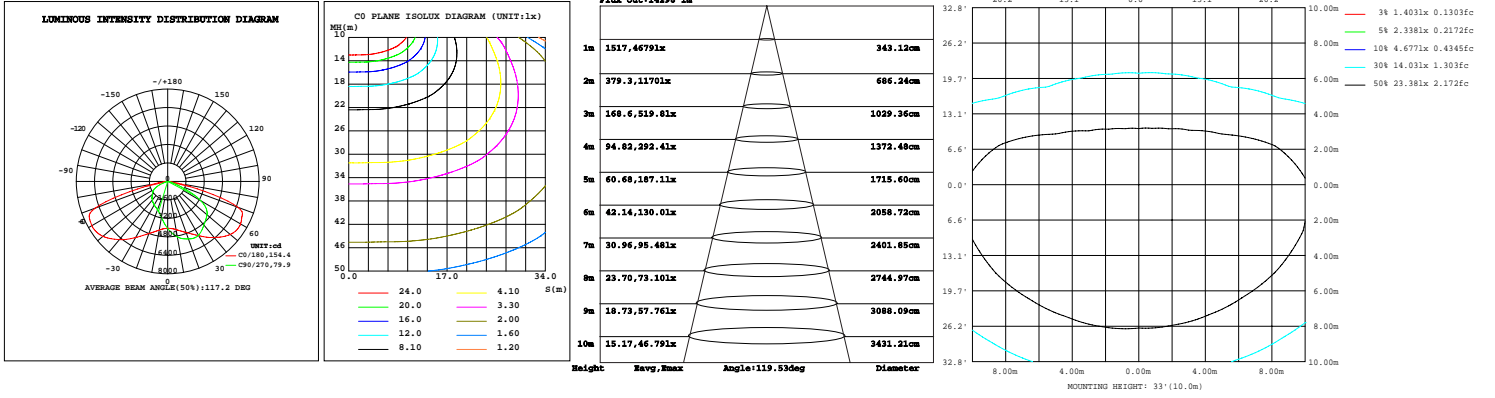 LUMINOUS INTENSITY DISTRIBUTION DIAGRAM
-/+180
-150
150
-120
120
-90
90
0
1600
3200
4800
6400
8000
60
-30
30
0
UNIT:cd
C0/180,154.4
C90/270,79.9
AVERAGE BEAM ANGLE(50%):117.2 DEG
C0 PLANE ISOLUX DIAGRAM (UNIT:lx)
MH(m)
10
14
18
22
26
30
34
38
42
46
50
0.0
17.0
34.0
S(m)
24.0
4.10
20.0
3.30
16.0
2.00
12.0
1.60
8.10
1.20
Flux Out:24298 lm
1m 1517,4679lx 343.12cm
2m 379.3,1170lx 686.24cm
3m 168.6,519.8lx 1029.36cm
4m 94.82,292.4lx 1372.48cm
5m 60.68,187.1lx 1715.60cm
6m 42.14,130.0lx 2058.72cm
7m 30.96,95.48lx 2401.85cm
8m 23.70,73.10lx 2744.97cm
9m 18.73,57.76lx 3088.09cm
10m 15.17,46.79lx 3431.21cm
Height Eavg,Emax Angle:119.53deg Diameter
32.8' 10.00m
26.2' 8.00m
19.7' 6.00m
13.1' 4.00m
6.6' 2.00m
0.0' 0.00m
6.6' 2.00m
13.1' 4.00m
19.7' 6.00m
26.2' 8.00m
32.8' 10.00m
8.00m 4.00m 0.00m 4.00m 8.00m
MOUNTING HEIGHT: 33'(10.0m)
3% 1.403lx 0.1303fc
5% 2.338lx 0.2172fc
10% 4.677lx 0.4345fc
30% 14.03lx 1.303fc
50% 23.38lx 2.172fc